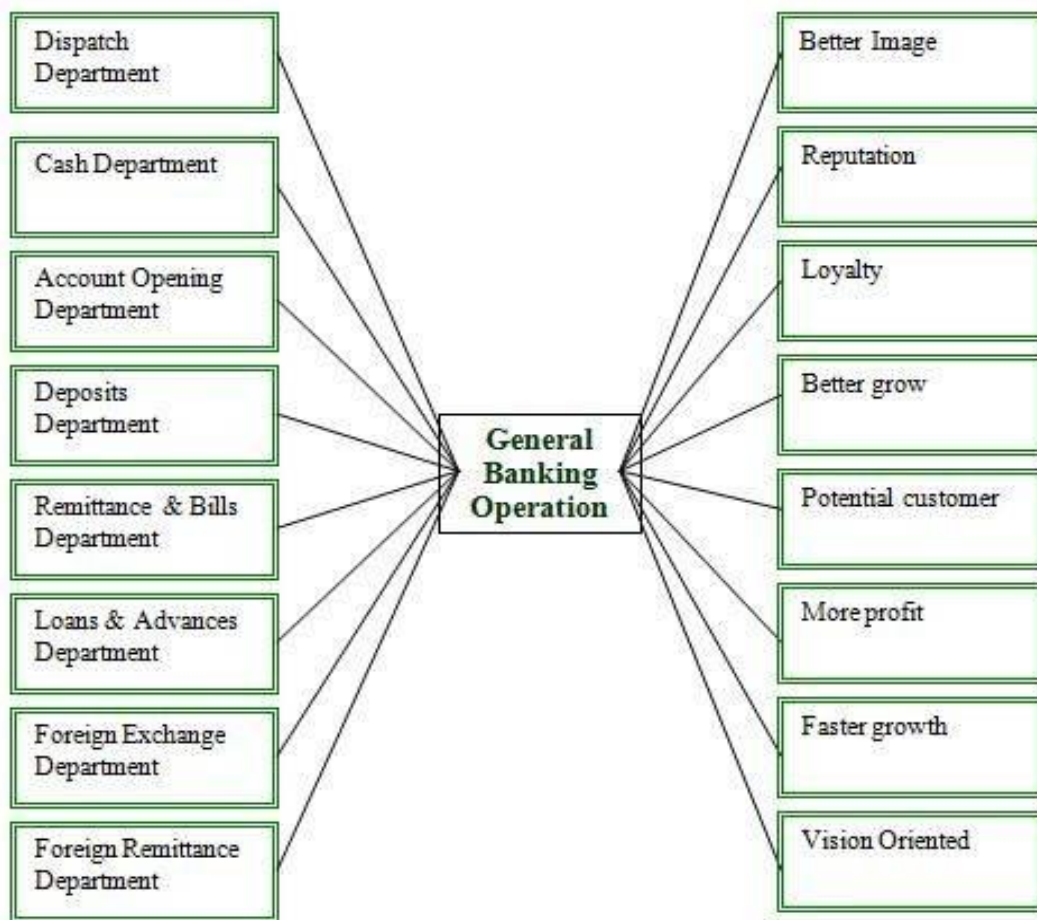 Dispatch
Department
Cash Department
Account Opening
Department
Deposits
Department
Remittance & Bills
Department
Loans & Advances
Department
Foreign Exchange
Department
Foreign Remittance
Department
General
Banking
Operation
Better Image
Reputation
Loyalty
Better grow
Potential customer
More profit
Faster growth
Vision Oriented